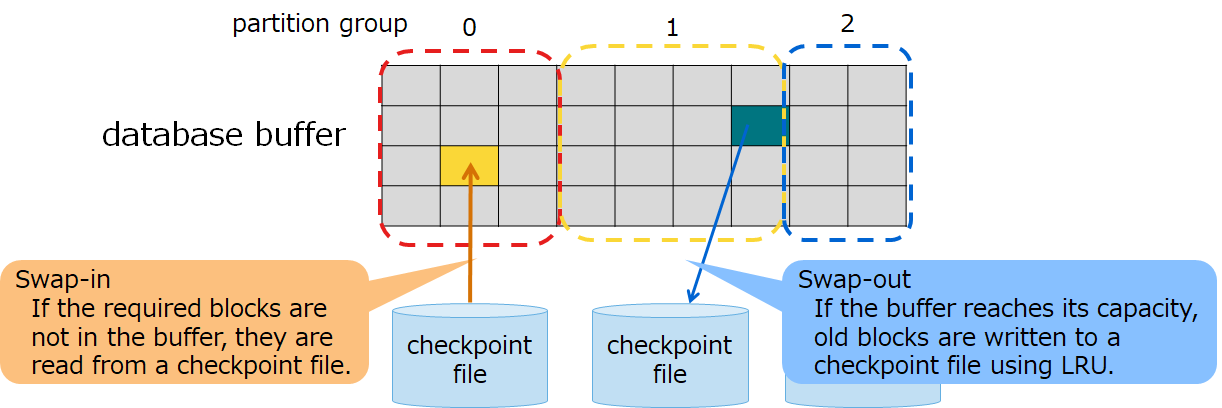 partition group 0 1 2
database buffer
Swap-in
If the required blocks are
not in the buffer, they are
read from a checkpoint file.
Swap-out
If the buffer reaches its capacity,
old blocks are written to a
checkpoint file using LRU.
checkpoint
file
checkpoint
file